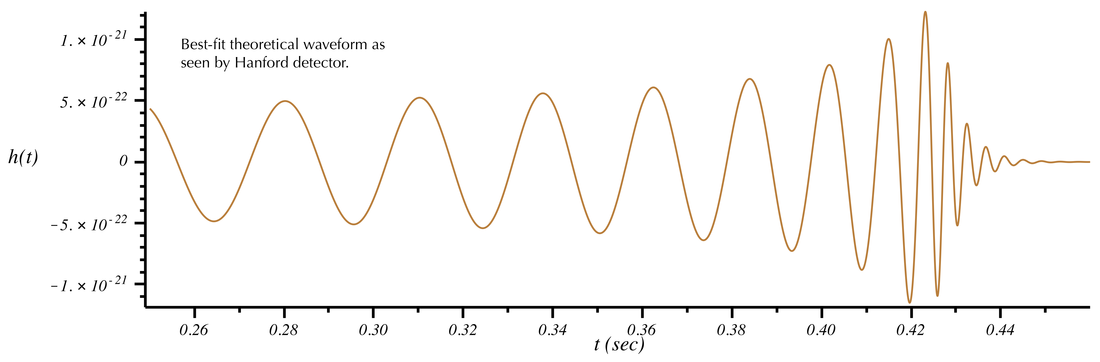 Best-fit theoretical waveform as
seen by Hanford detector.
1. × 10⁻²¹
5. × 10⁻²²
0
−5. × 10⁻²²
−1. × 10⁻²¹
h(t)
0.26 0.28 0.30 0.32 0.34 0.36 0.38 0.40 0.42 0.44
t (sec)